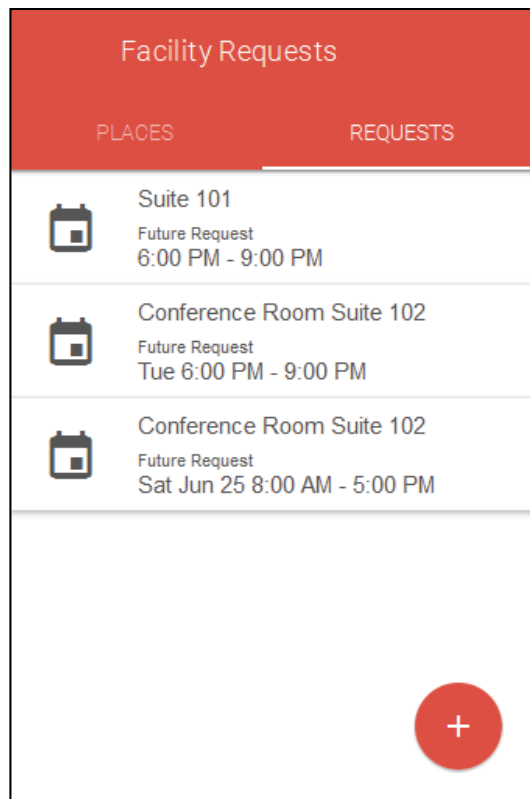 Facility Requests
PLACES REQUESTS
Suite 101
Future Request
6:00 PM - 9:00 PM
Conference Room Suite 102
Future Request
Tue 6:00 PM - 9:00 PM
Conference Room Suite 102
Future Request
Sat Jun 25 8:00 AM - 5:00 PM
+